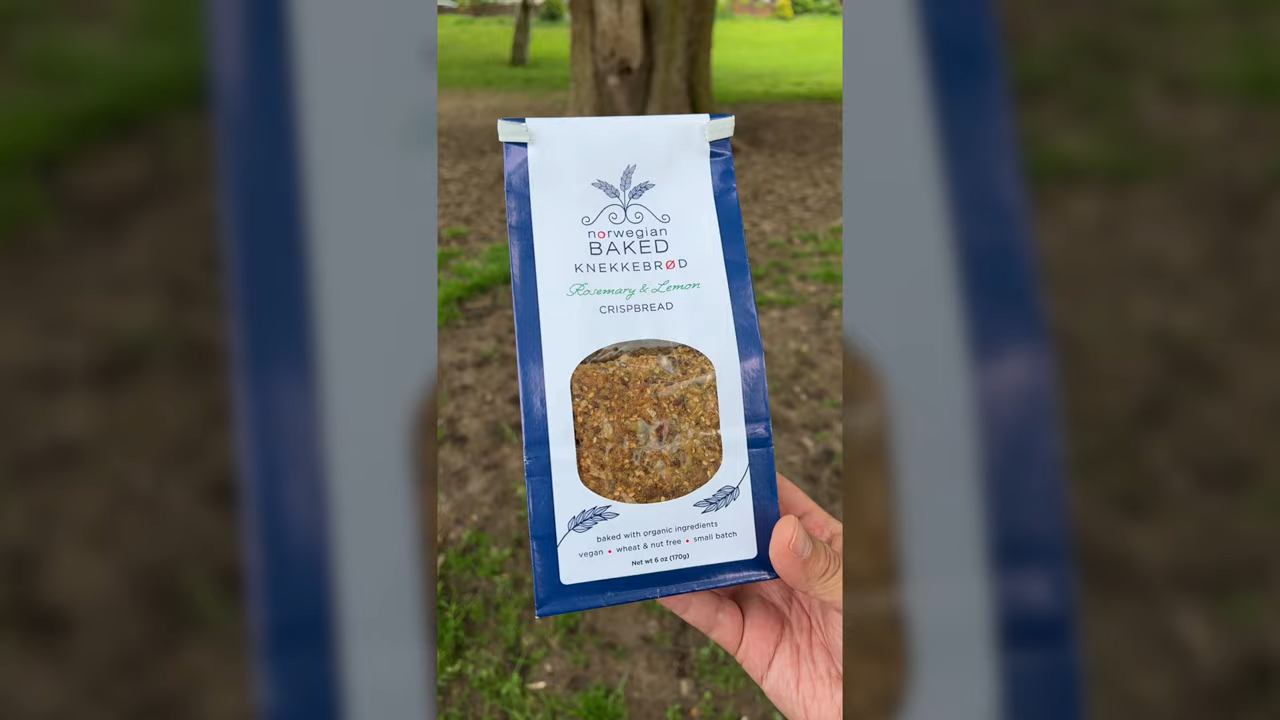 norwegian
BAKED
KNEKKEBRØD
Rosemary & Lemon
CRISPBREAD
baked with organic ingredients
vegan • wheat & nut free • small batch
Net wt 6 oz (170g)